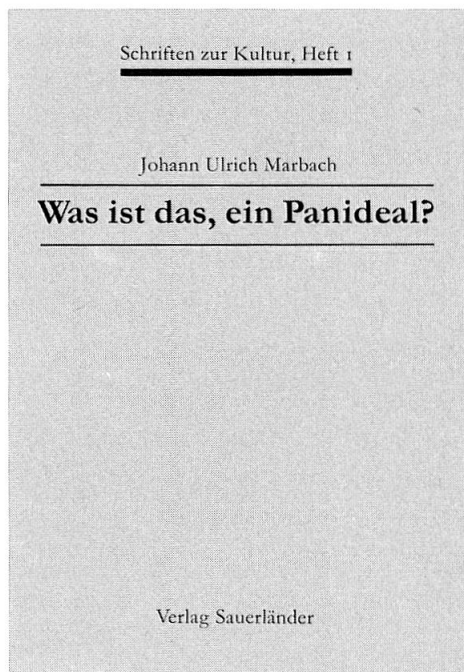 Schriften zur Kultur, Heft 1
Johann Ulrich Marbach
Was ist das, ein Panideal?
Verlag Sauerländer